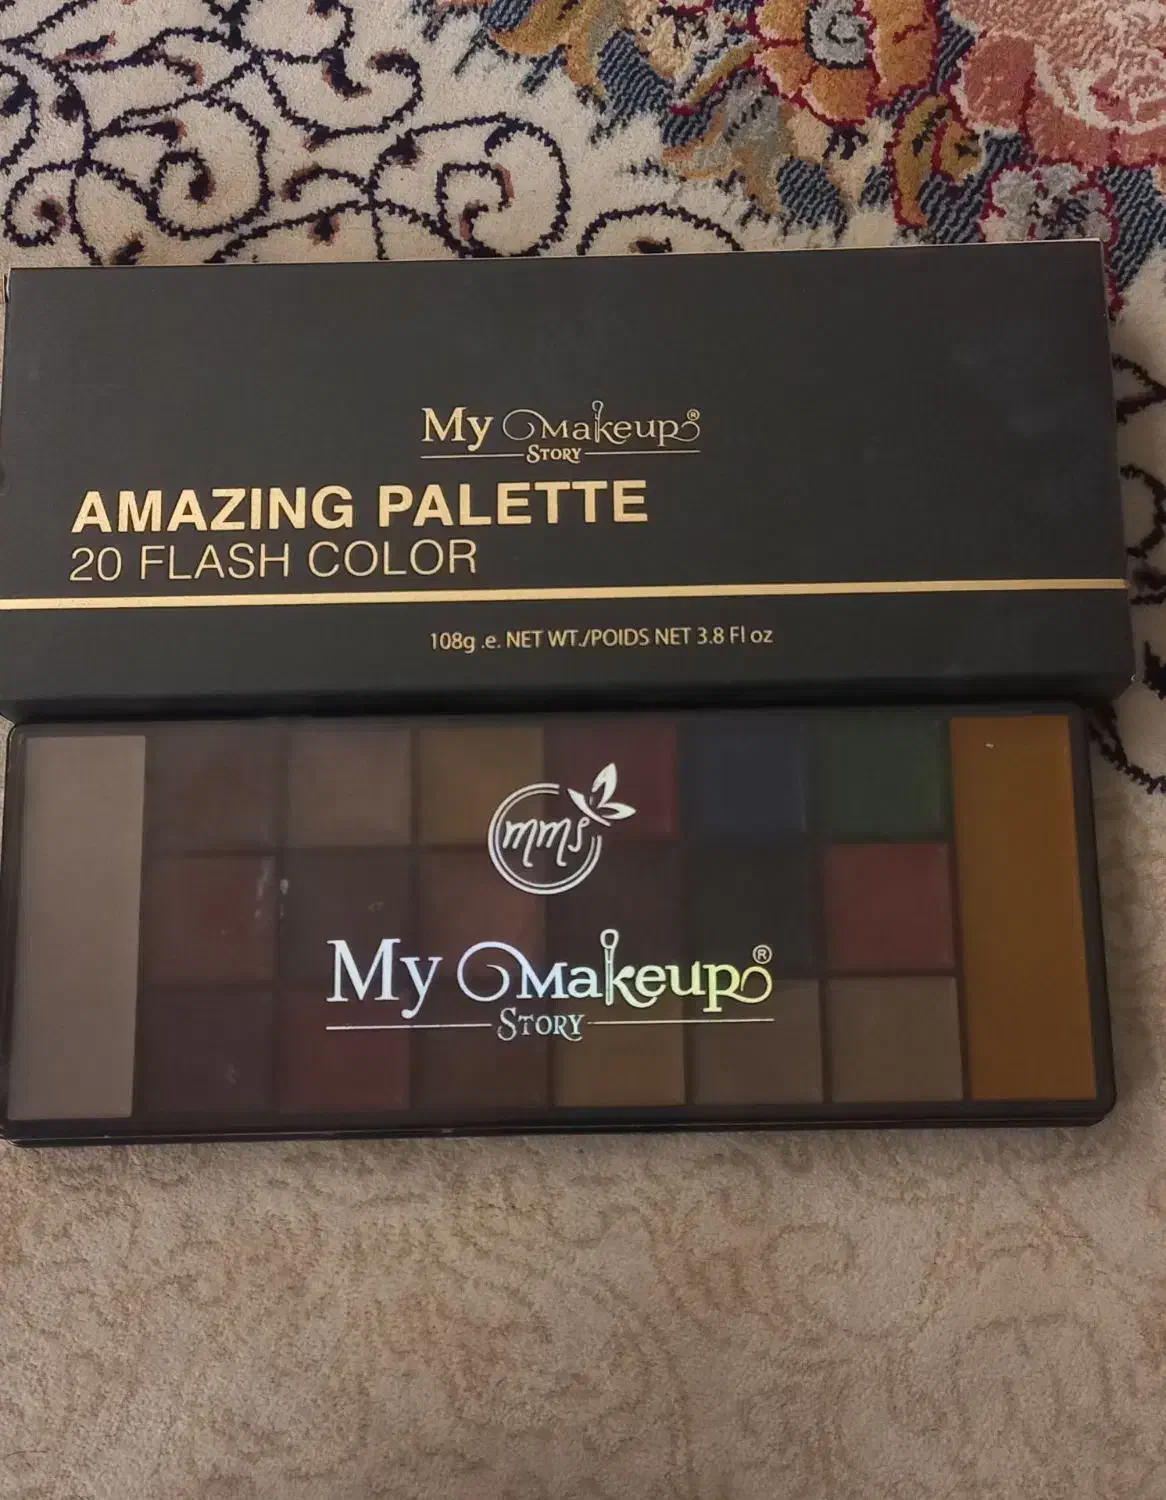 My Makeup®
STORY
AMAZING PALETTE
20 FLASH COLOR
108g .e. NET WT./POIDS NET 3.8 Fl oz
mms
My Makeup®
STORY